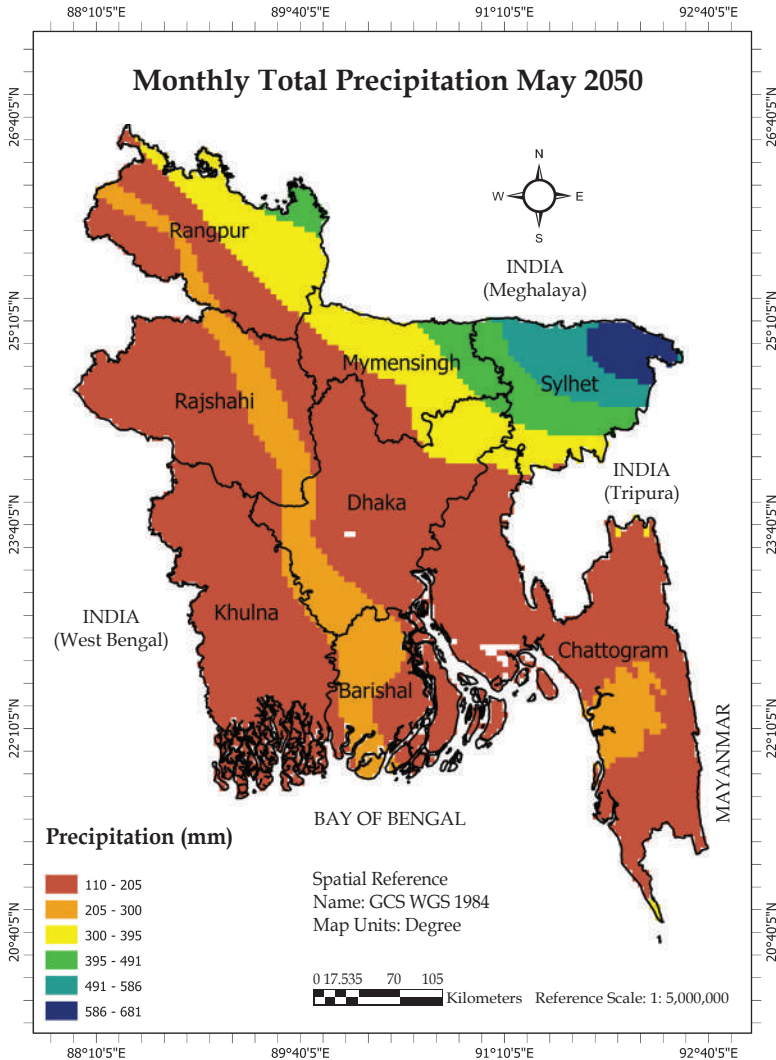 88°10'5"E 89°40'5"E 91°10'5"E 92°40'5"E
Monthly Total Precipitation May 2050
26°40'5"N 26°40'5"N
N
W E
S
Rangpur
INDIA
(Meghalaya)
25°10'5"N 25°10'5"N
Mymensingh
Sylhet
Rajshahi
INDIA
(Tripura)
Dhaka
23°40'5"N 23°40'5"N
INDIA
(West Bengal)
Khulna
Chattogram
Barishal
22°10'5"N 22°10'5"N
MAYANMAR
BAY OF BENGAL
Precipitation (mm)
110 - 205
205 - 300
300 - 395
395 - 491
491 - 586
586 - 681
Spatial Reference
Name: GCS WGS 1984
Map Units: Degree
20°40'5"N 20°40'5"N
0 17.535 70 105
Kilometers Reference Scale: 1: 5,000,000
88°10'5"E 89°40'5"E 91°10'5"E 92°40'5"E